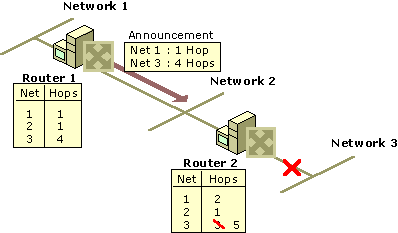 Network 1
Announcement
Net 1 : 1 Hop
Net 3 : 4 Hops
Router 1
Net Hops
1 1
2 1
3 4
Network 2
Network 3
Router 2
Net Hops
1 2
2 1
3 3 5